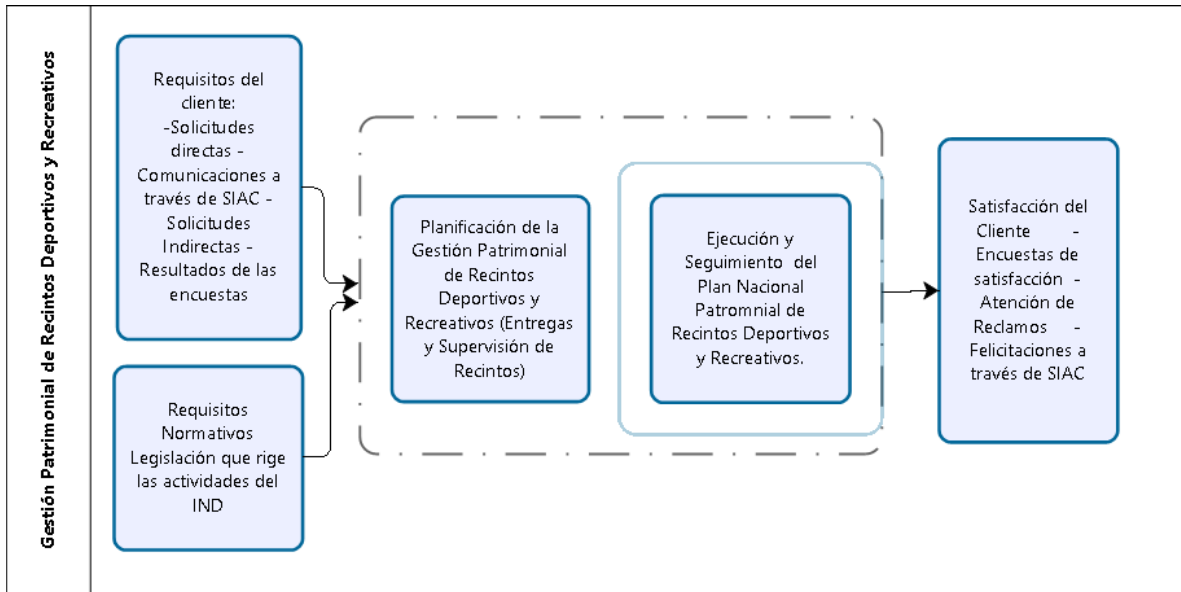 Gestión Patrimonial de Recintos Deportivos y Recreativos
Requisitos del
cliente:
-Solicitudes
directas -
Comunicaciones a
través de SIAC -
Solicitudes
Indirectas -
Resultados de las
encuestas
Requisitos
Normativos
Legislación que rige
las actividades del
IND
Planificación de la
Gestión Patrimonial
de Recintos
Deportivos y
Recreativos (Entregas
y Supervisión de
Recintos)
Ejecución y
Seguimiento del
Plan Nacional
Patromnial de
Recintos Deportivos
y Recreativos.
Satisfacción del
Cliente -
Encuestas de
satisfacción -
Atención de
Reclamos -
Felicitaciones a
través de SIAC